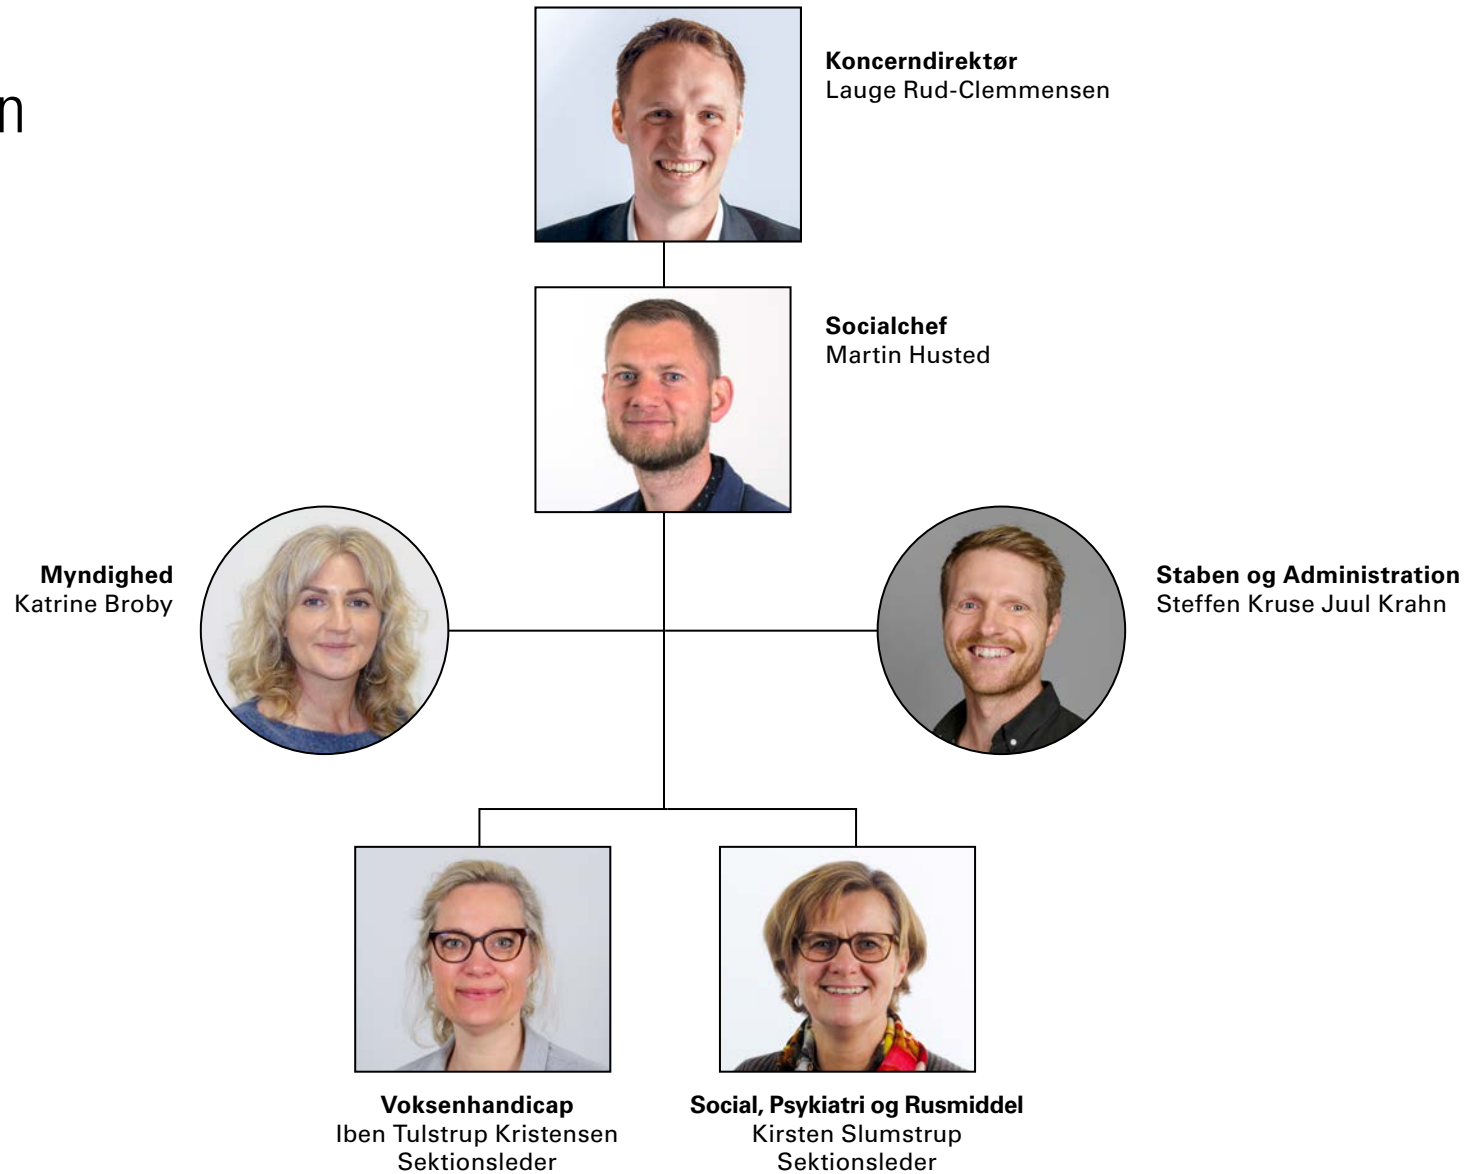 n
Koncerndirektør
Lauge Rud-Clemmensen
Socialchef
Martin Husted
Myndighed
Katrine Broby
Staben og Administration
Steffen Kruse Juul Krahn
Voksenhandicap
Iben Tulstrup Kristensen
Sektionsleder
Social, Psykiatri og Rusmiddel
Kirsten Slumstrup
Sektionsleder